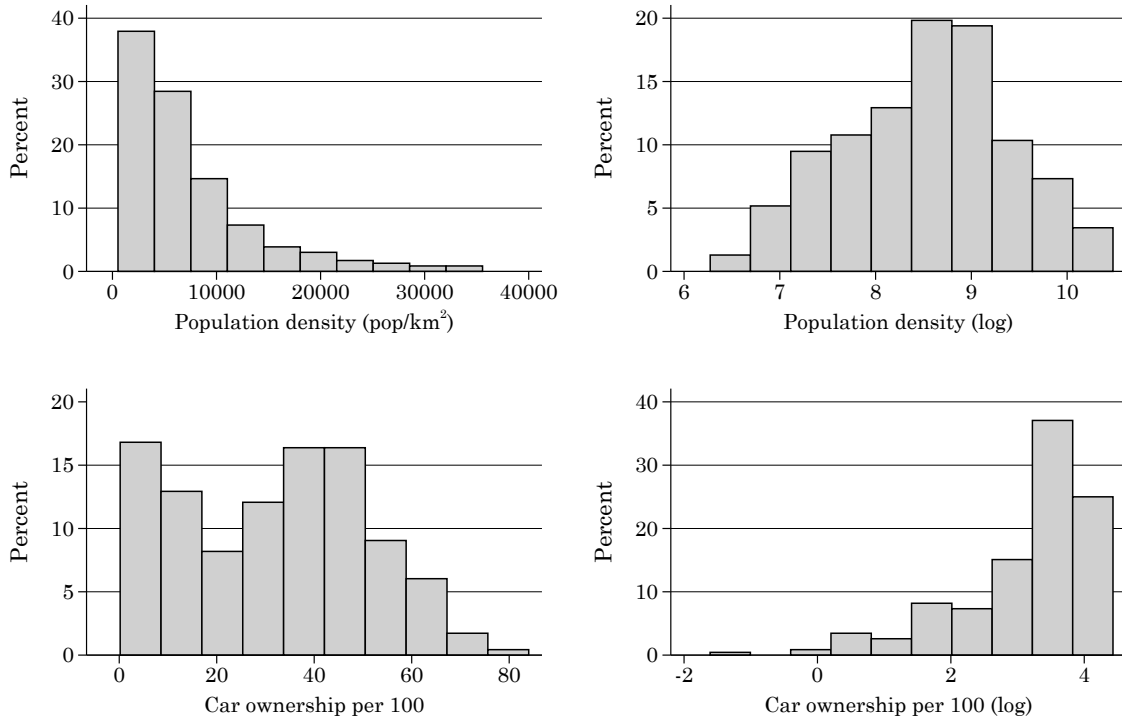 40
30
20
10
0
Percent
0 10000 20000 30000 40000
Population density (pop/km²)
20
15
10
5
0
Percent
6 7 8 9 10
Population density (log)
20
15
10
5
0
Percent
0 20 40 60 80
Car ownership per 100
40
30
20
10
0
Percent
-2 0 2 4
Car ownership per 100 (log)